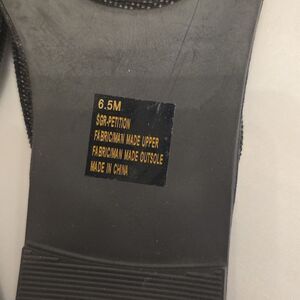 6.5M
SGR-PETITION
FABRIC/MAN MADE UPPER
FABRIC/MAN MADE OUTSOLE
MADE IN CHINA